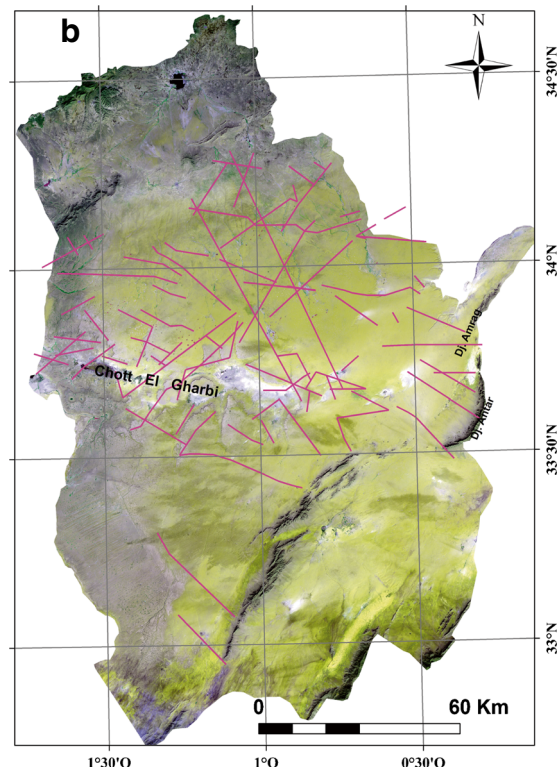 b
N
34°30'N
34°N
Dj. Amrag
Chott El Gharbi
Dj. Antar
33°30'N
33°N
0 60 Km
1°30'O 1°O 0°30'O